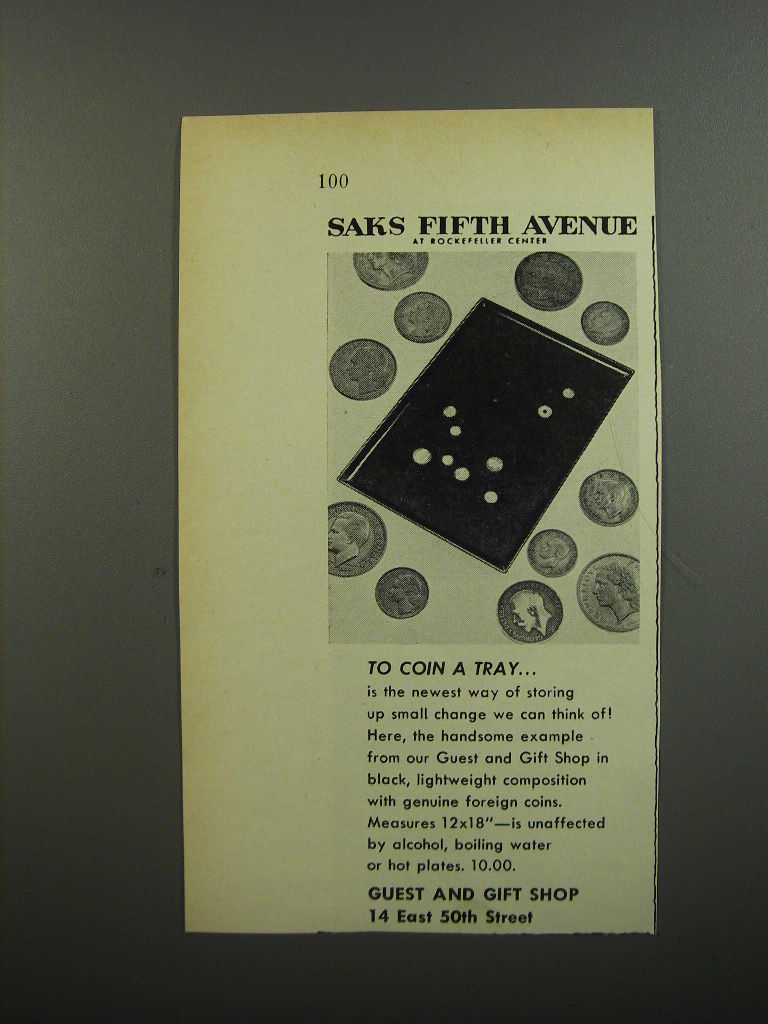 100
SAKS FIFTH AVENUE
AT ROCKEFELLER CENTER
TO COIN A TRAY...
is the newest way of storing
up small change we can think of!
Here, the handsome example
from our Guest and Gift Shop in
black, lightweight composition
with genuine foreign coins.
Measures 12x18"—is unaffected
by alcohol, boiling water
or hot plates. 10.00.
GUEST AND GIFT SHOP
14 East 50th Street